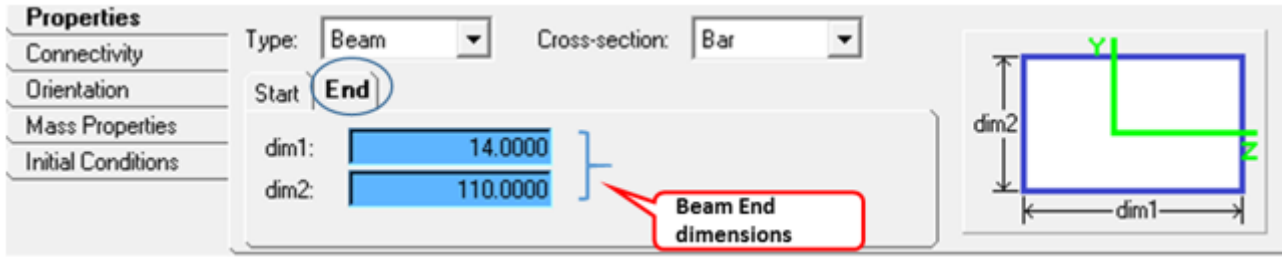 Properties
Connectivity
Orientation
Mass Properties
Initial Conditions
Type: Beam Cross-section: Bar
Start End
dim1: 14.0000
dim2: 110.0000
Beam End
dimensions
Y
dim2
Z
dim1